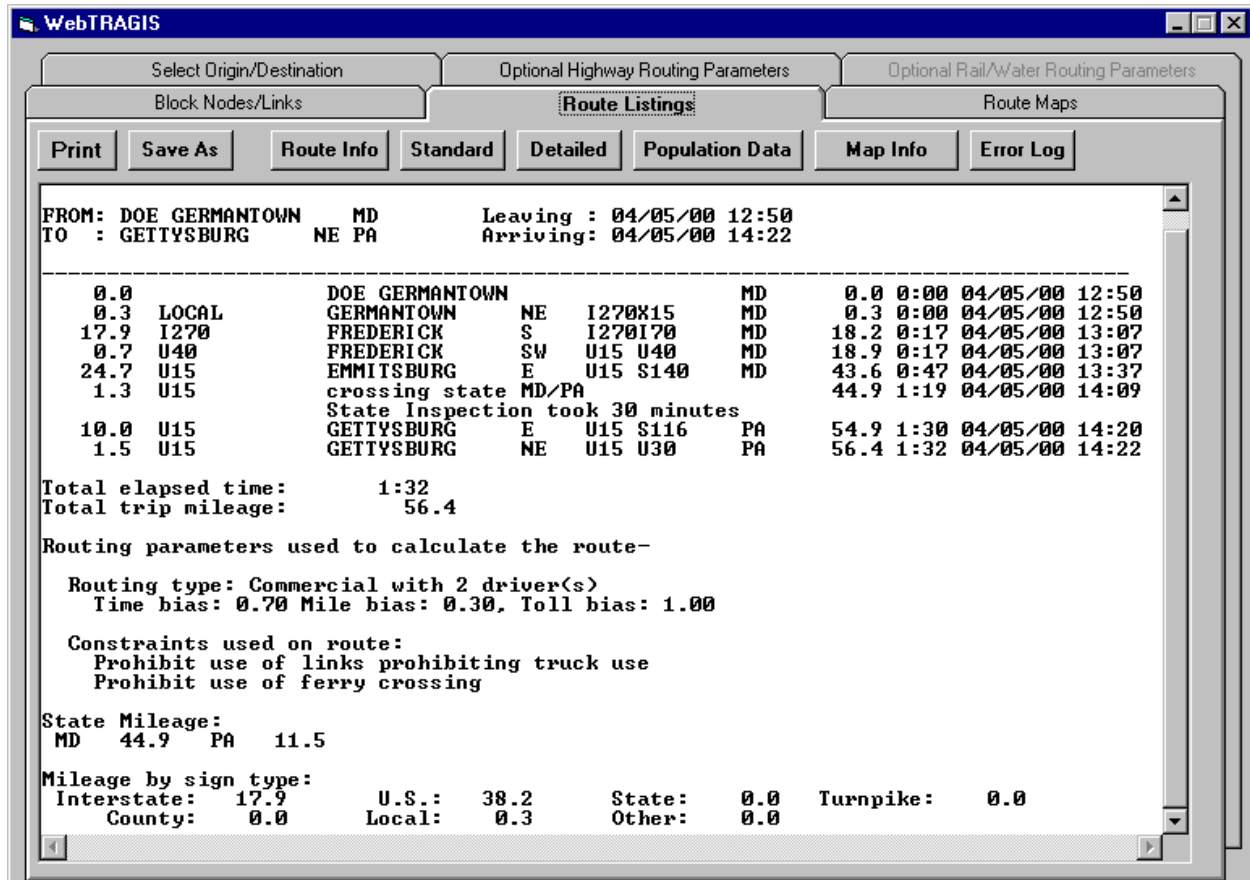 WebTRAGIS
Select Origin/Destination Optional Highway Routing Parameters Optional Rail/Water Routing Parameters
Block Nodes/Links Route Listings Route Maps
Print Save As Route Info Standard Detailed Population Data Map Info Error Log
FROM: DOE GERMANTOWN MD Leaving : 04/05/00 12:50
TO : GETTYSBURG NE PA Arriving: 04/05/00 14:22
0.0 DOE GERMANTOWN MD 0.0 0:00 04/05/00 12:50
0.3 LOCAL GERMANTOWN NE I270X15 MD 0.3 0:00 04/05/00 12:50
17.9 I270 FREDERICK S I270I70 MD 18.2 0:17 04/05/00 13:07
0.7 U40 FREDERICK SW U15 U40 MD 18.9 0:17 04/05/00 13:07
24.7 U15 EMMITSBURG E U15 S140 MD 43.6 0:47 04/05/00 13:37
1.3 U15 crossing state MD/PA 44.9 1:19 04/05/00 14:09
State Inspection took 30 minutes
10.0 U15 GETTYSBURG E U15 S116 PA 54.9 1:30 04/05/00 14:20
1.5 U15 GETTYSBURG NE U15 U30 PA 56.4 1:32 04/05/00 14:22
Total elapsed time: 1:32
Total trip mileage: 56.4
Routing parameters used to calculate the route-
Routing type: Commercial with 2 driver(s)
Time bias: 0.70 Mile bias: 0.30, Toll bias: 1.00
Constraints used on route:
Prohibit use of links prohibiting truck use
Prohibit use of ferry crossing
State Mileage:
MD 44.9 PA 11.5
Mileage by sign type:
Interstate: 17.9 U.S.: 38.2 State: 0.0 Turnpike: 0.0
County: 0.0 Local: 0.3 Other: 0.0